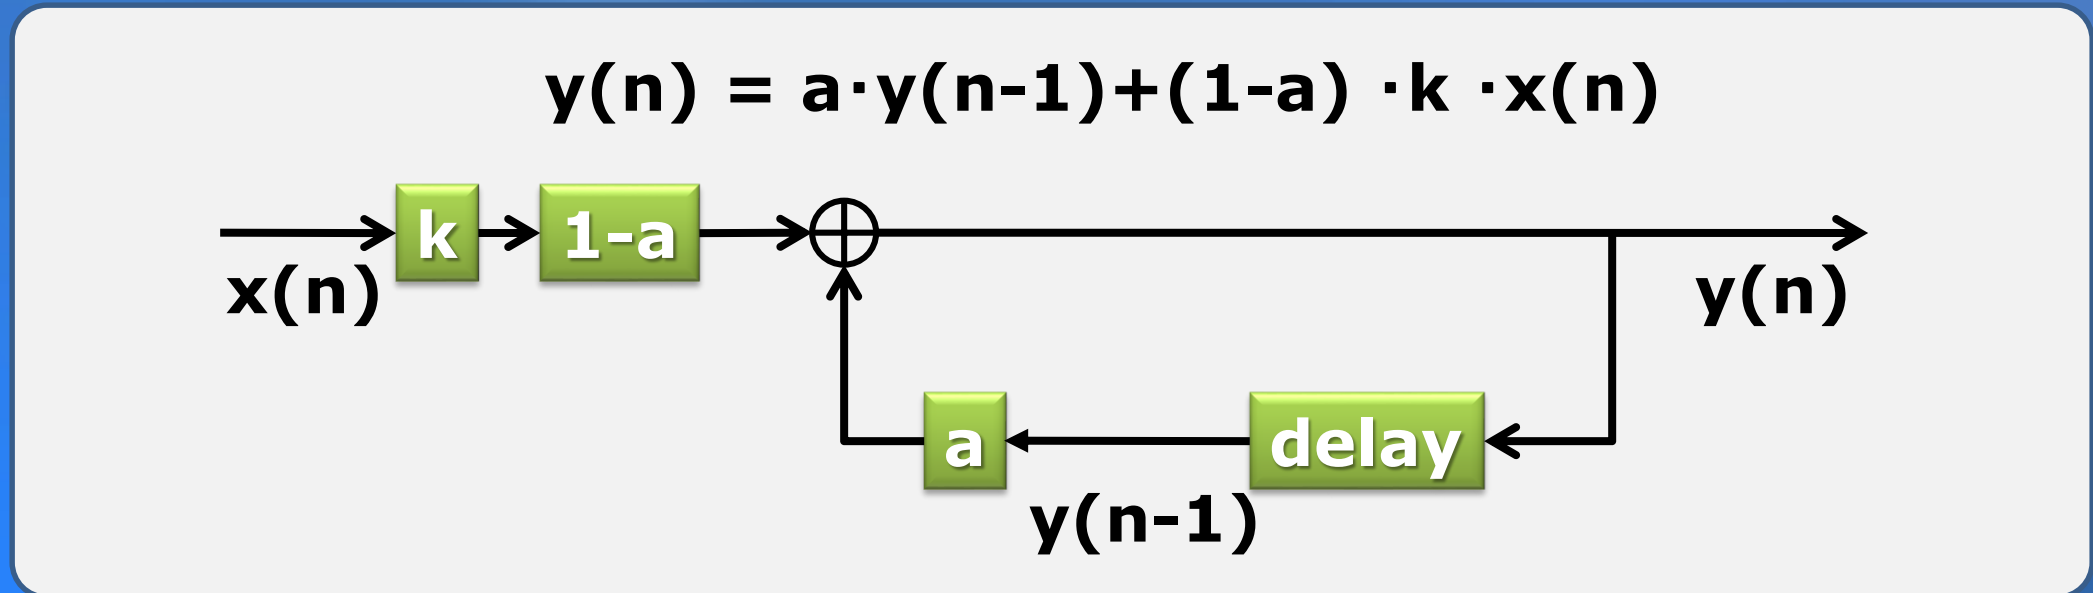 y(n) = a·y(n-1)+(1-a) ·k ·x(n)
k
1-a
x(n)
y(n)
a
delay
y(n-1)